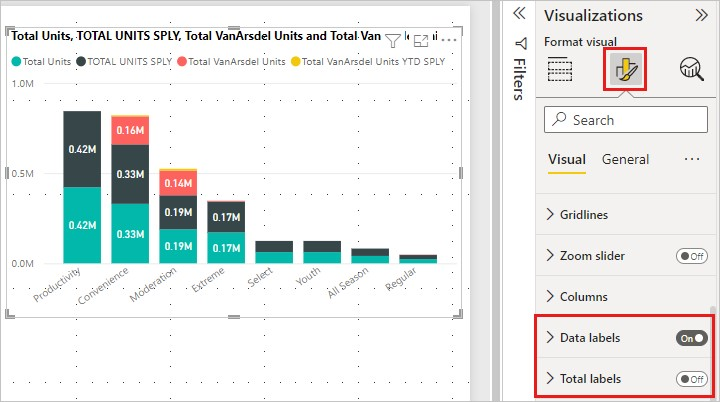 Total Units, TOTAL UNITS SPLY, Total VanArsdel Units and Total Van
Total Units TOTAL UNITS SPLY Total VanArsdel Units Total VanArsdel Units YTD SPLY
1.0M
0.5M
0.0M
0.42M
0.42M
0.16M
0.33M
0.33M
0.14M
0.19M
0.19M
0.17M
0.17M
Productivity
Convenience
Moderation
Extreme
Select
Youth
All Season
Regular
Filters
Visualizations
Format visual
Search
Visual General
Gridlines
Zoom slider Off
Columns
Data labels On
Total labels Off